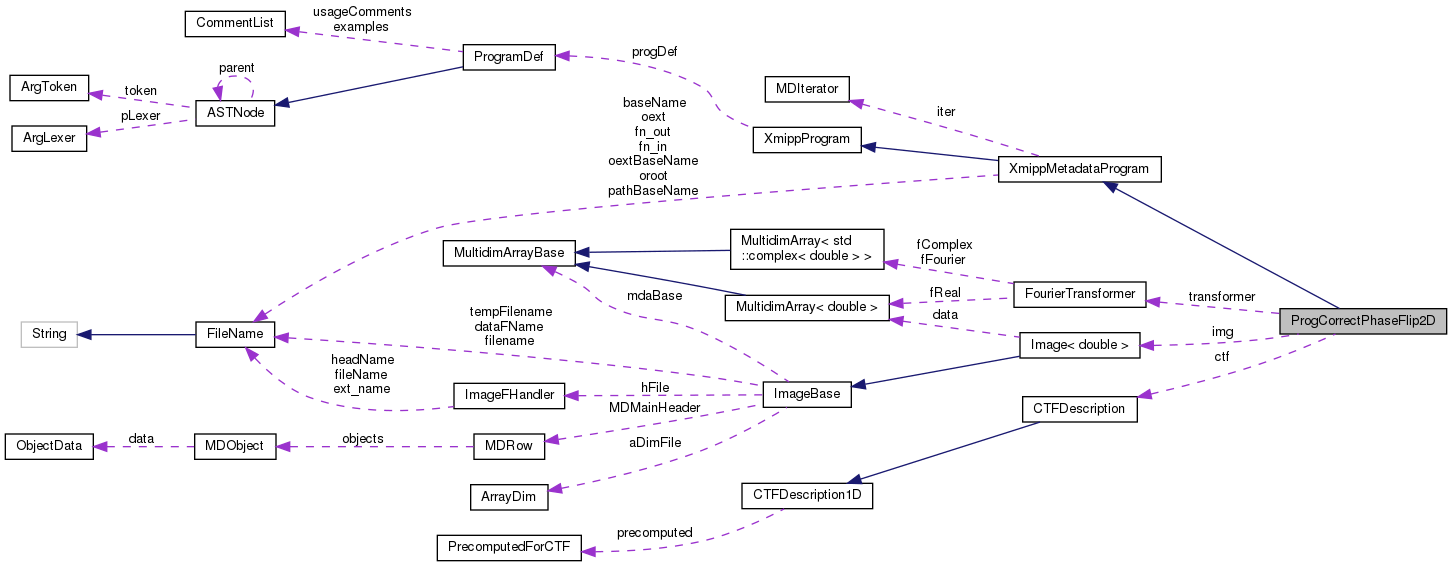 CommentList
usageComments
examples
ProgramDef
progDef
parent
ArgToken
token
ASTNode
pLexer
ArgLexer
MDIterator
iter
XmippProgram
XmippMetadataProgram
baseName
oext
fn_out
fn_in
oextBaseName
oroot
pathBaseName
MultidimArrayBase
MultidimArray< std
::complex< double > >
fComplex
fFourier
FourierTransformer
transformer
mdaBase
MultidimArray< double >
fReal
data
ProgCorrectPhaseFlip2D
String
FileName
tempFilename
dataFName
filename
Image< double >
img
ctf
headName
fileName
ext_name
ImageFHandler
hFile
ImageBase
MDMainHeader
CTFDescription
ObjectData
data
MDObject
objects
MDRow
aDimFile
ArrayDim
CTFDescription1D
precomputed
PrecomputedForCTF